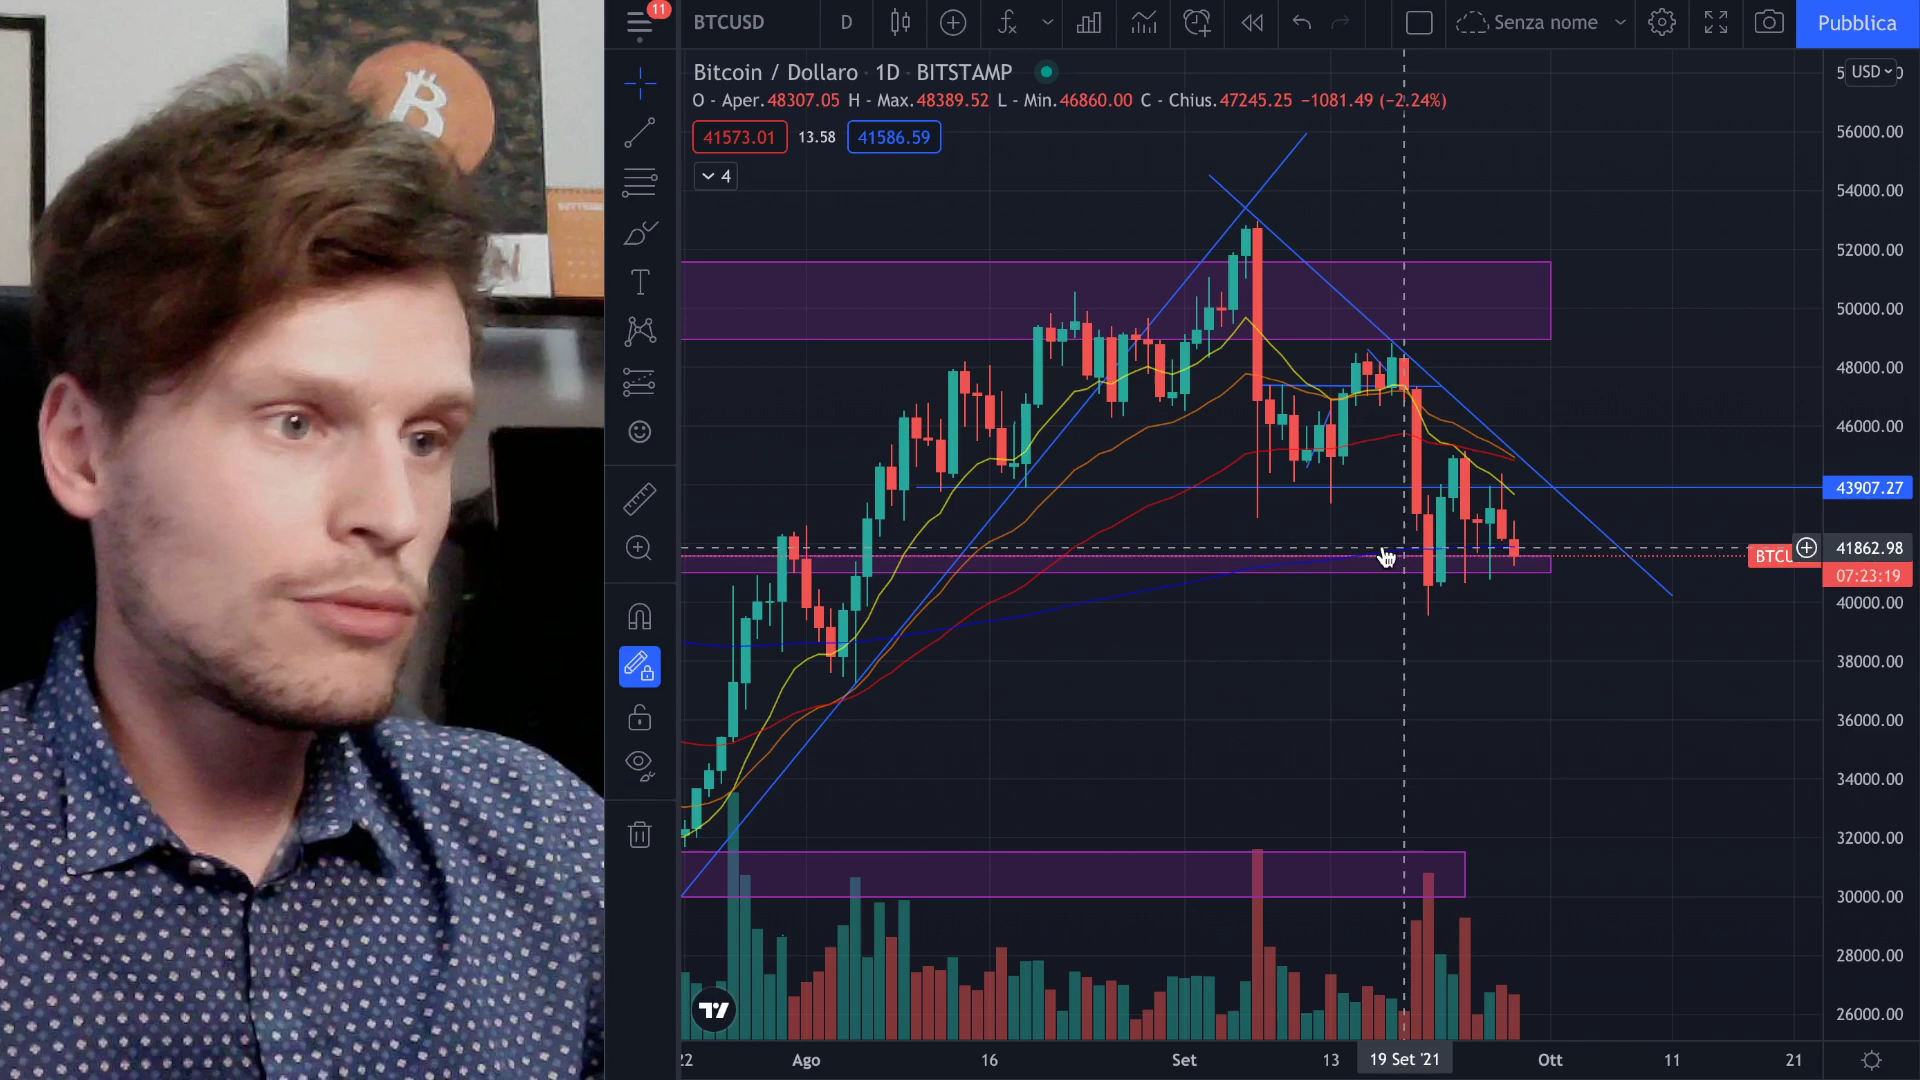 11
BTCUSD
D
Senza nome
Pubblica
Bitcoin / Dollaro · 1D · BITSTAMP
O - Aper.48307.05 H - Max.48389.52 L - Min.46860.00 C - Chius.47245.25 −1081.49 (−2.24%)
41573.01
13.58
41586.59
4
USD
56000.00
54000.00
52000.00
50000.00
48000.00
46000.00
43907.27
41862.98
BTCU
07:23:19
40000.00
38000.00
36000.00
34000.00
32000.00
30000.00
28000.00
26000.00
22
Ago
16
Set
13
19 Set '21
Ott
11
21